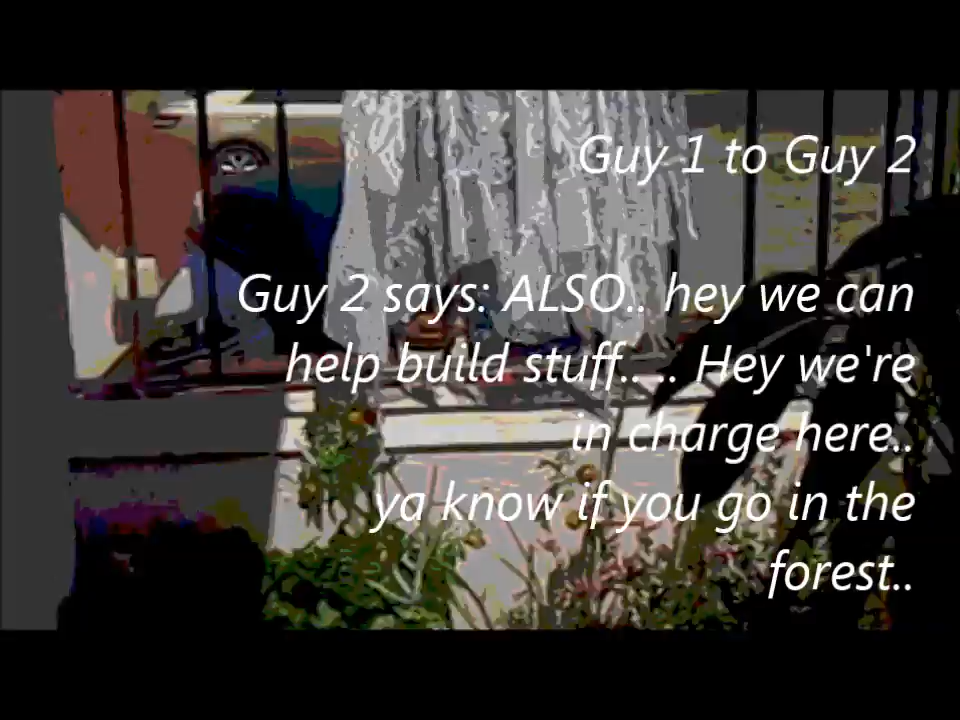 Guy 1 to Guy 2
Guy 2 says: ALSO.. hey we can
help build stuff.. .. Hey we're
in charge here..
ya know if you go in the
forest..